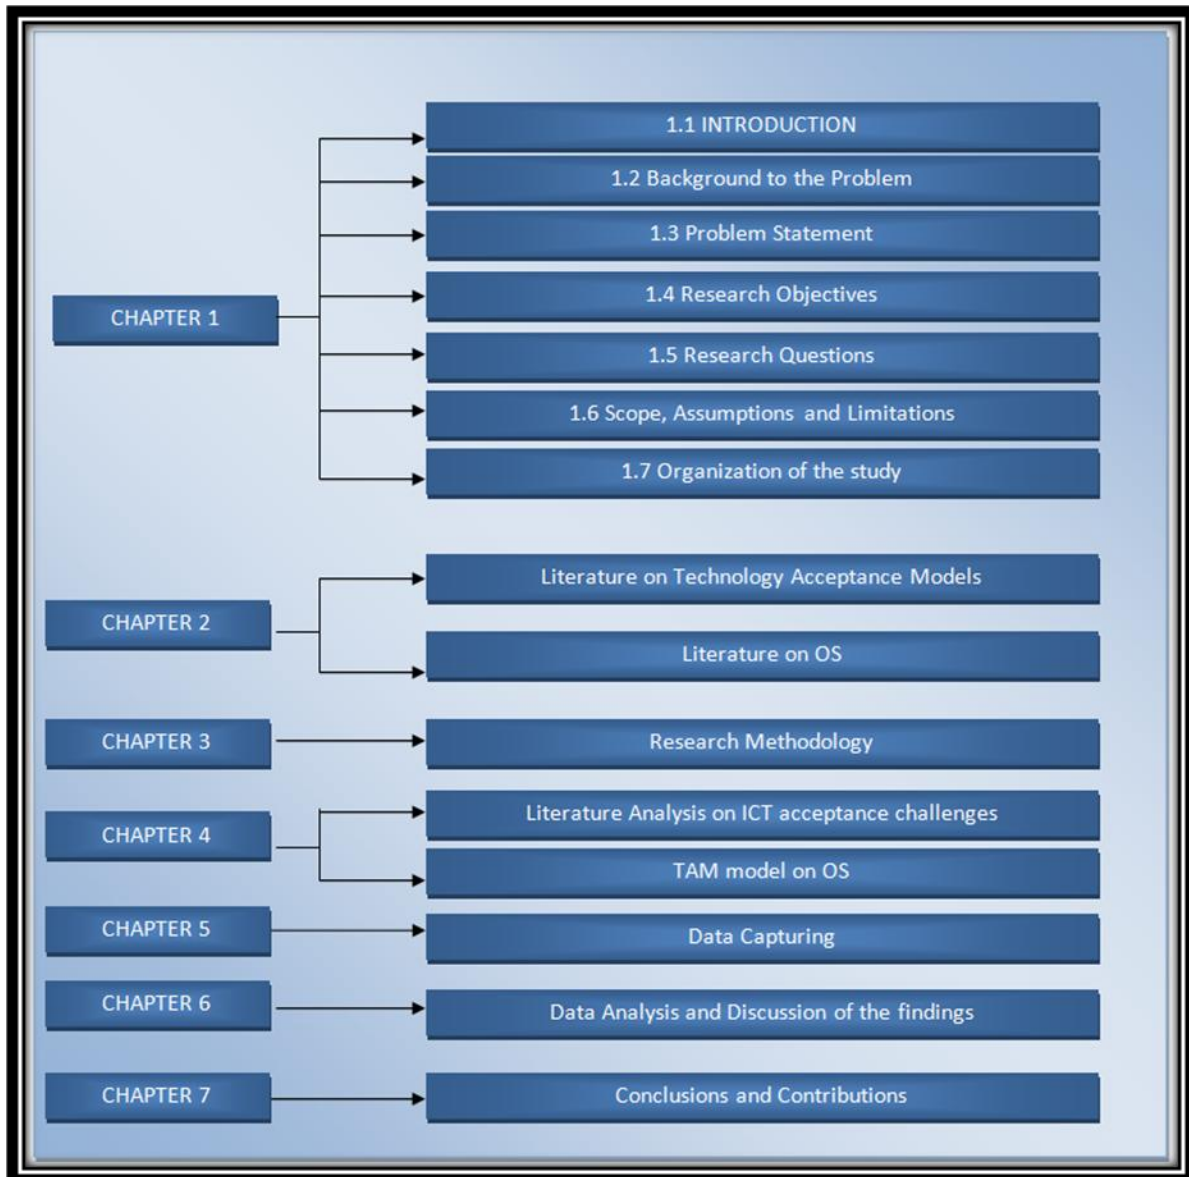 CHAPTER 1
1.1 INTRODUCTION
1.2 Background to the Problem
1.3 Problem Statement
1.4 Research Objectives
1.5 Research Questions
1.6 Scope, Assumptions and Limitations
1.7 Organization of the study
CHAPTER 2
Literature on Technology Acceptance Models
Literature on OS
CHAPTER 3
Research Methodology
CHAPTER 4
Literature Analysis on ICT acceptance challenges
TAM model on OS
CHAPTER 5
Data Capturing
CHAPTER 6
Data Analysis and Discussion of the findings
CHAPTER 7
Conclusions and Contributions